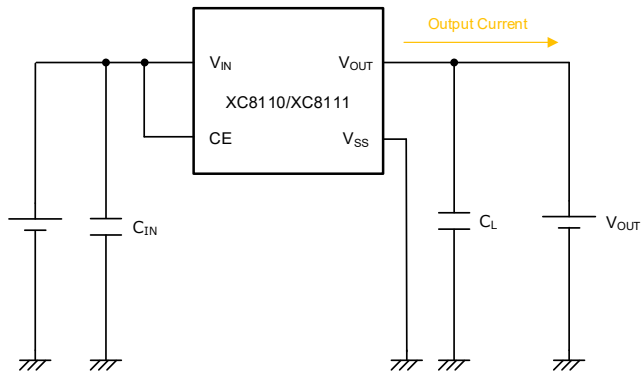 Output Current
VIN
VOUT
XC8110/XC8111
CE
VSS
CIN
CL
VOUT